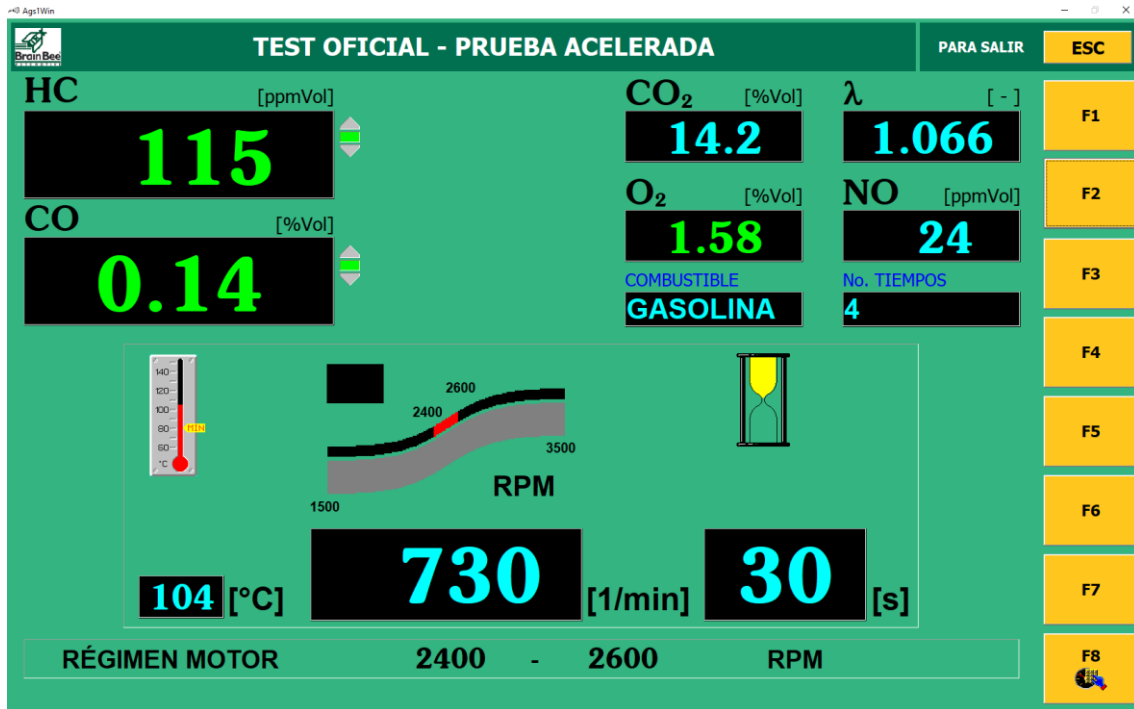 Ags1Win
BrainBee
AUTOMOTIVE
TEST OFICIAL - PRUEBA ACELERADA
PARA SALIR
ESC
HC [ppmVol]
115
CO [%Vol]
0.14
CO₂ [%Vol]
14.2
λ [ - ]
1.066
O₂ [%Vol]
1.58
NO [ppmVol]
24
COMBUSTIBLE
GASOLINA
No. TIEMPOS
4
F1
F2
F3
F4
F5
F6
F7
F8
140
120
100
80 MIN
60
°C
2600
2400
3500
1500
RPM
104 [°C]
730 [1/min]
30 [s]
RÉGIMEN MOTOR 2400 - 2600 RPM